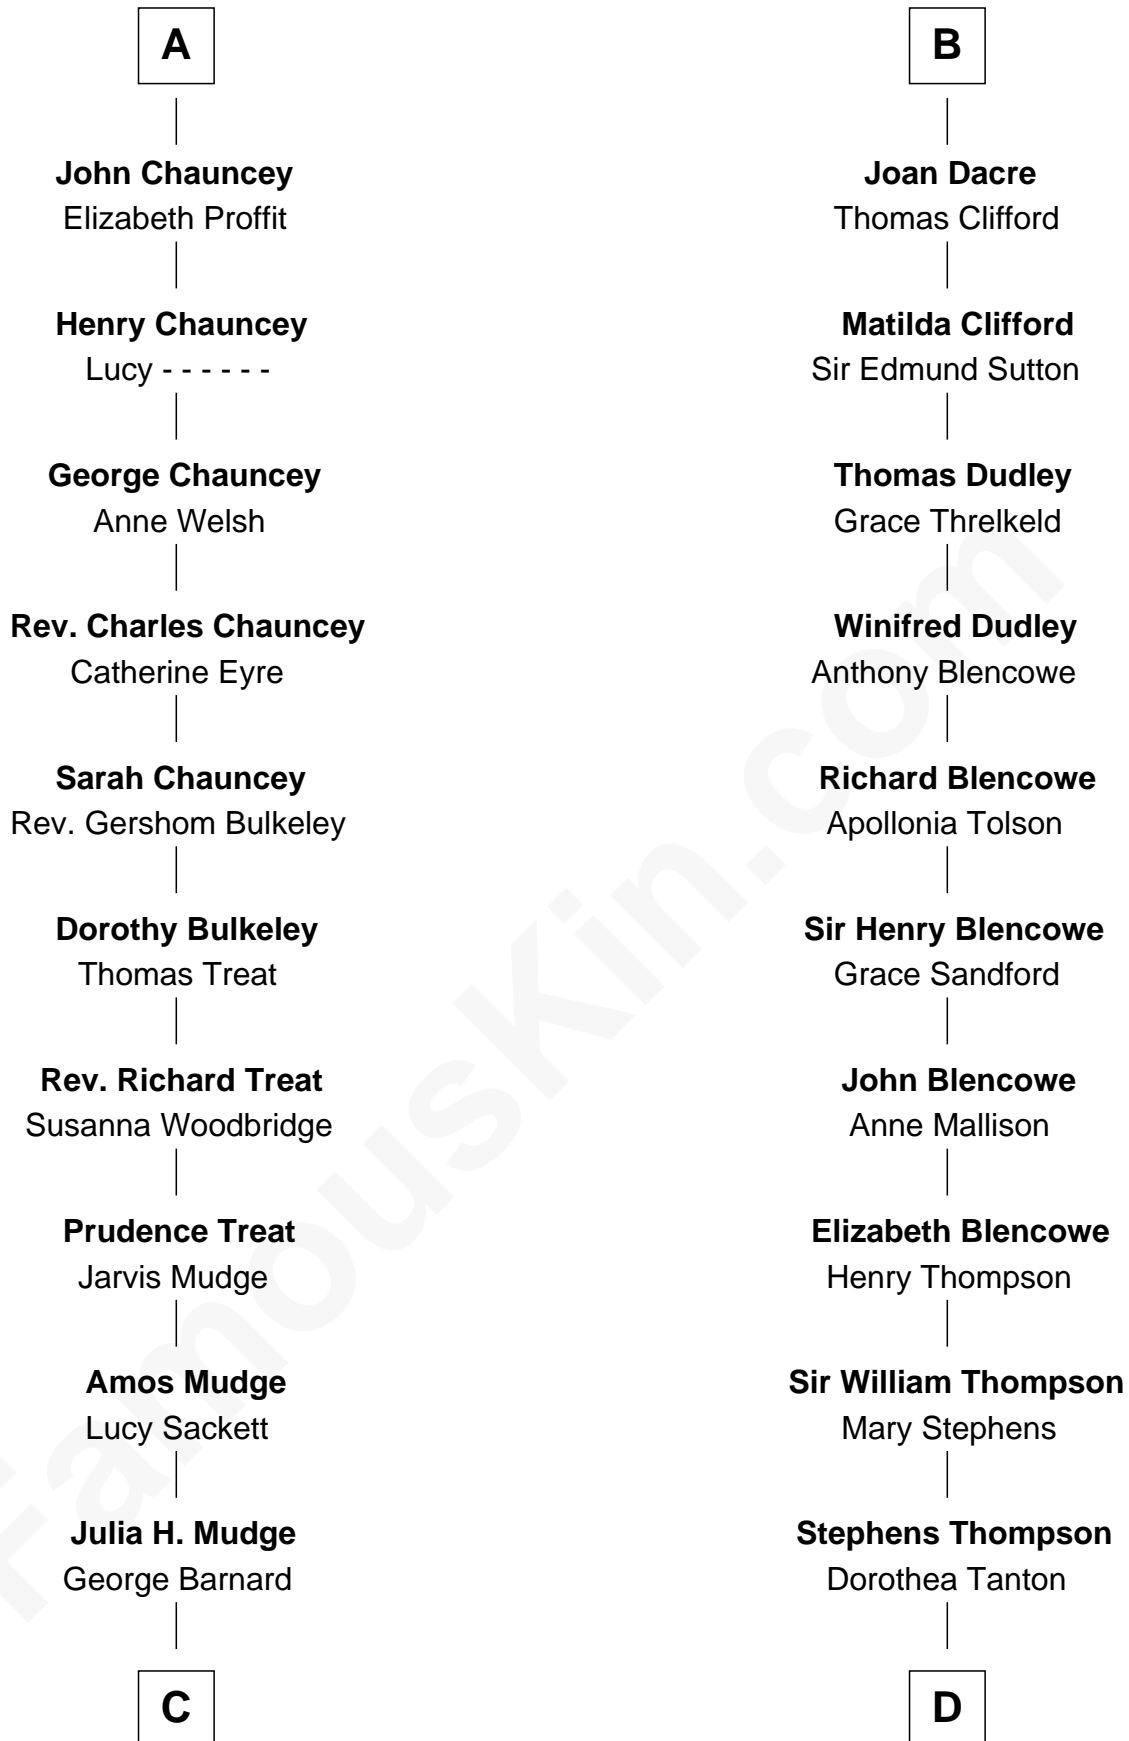 A
John Chauncey
Elizabeth Proffit
Henry Chauncey
Lucy - - - - - -
George Chauncey
Anne Welsh
Rev. Charles Chauncey
Catherine Eyre
Sarah Chauncey
Rev. Gershom Bulkeley
Dorothy Bulkeley
Thomas Treat
Rev. Richard Treat
Susanna Woodbridge
Prudence Treat
Jarvis Mudge
Amos Mudge
Lucy Sackett
Julia H. Mudge
George Barnard
C
B
Joan Dacre
Thomas Clifford
Matilda Clifford
Sir Edmund Sutton
Thomas Dudley
Grace Threlkeld
Winifred Dudley
Anthony Blencowe
Richard Blencowe
Apollonia Tolson
Sir Henry Blencowe
Grace Sandford
John Blencowe
Anne Mallison
Elizabeth Blencowe
Henry Thompson
Sir William Thompson
Mary Stephens
Stephens Thompson
Dorothea Tanton
D
FamousKin.com